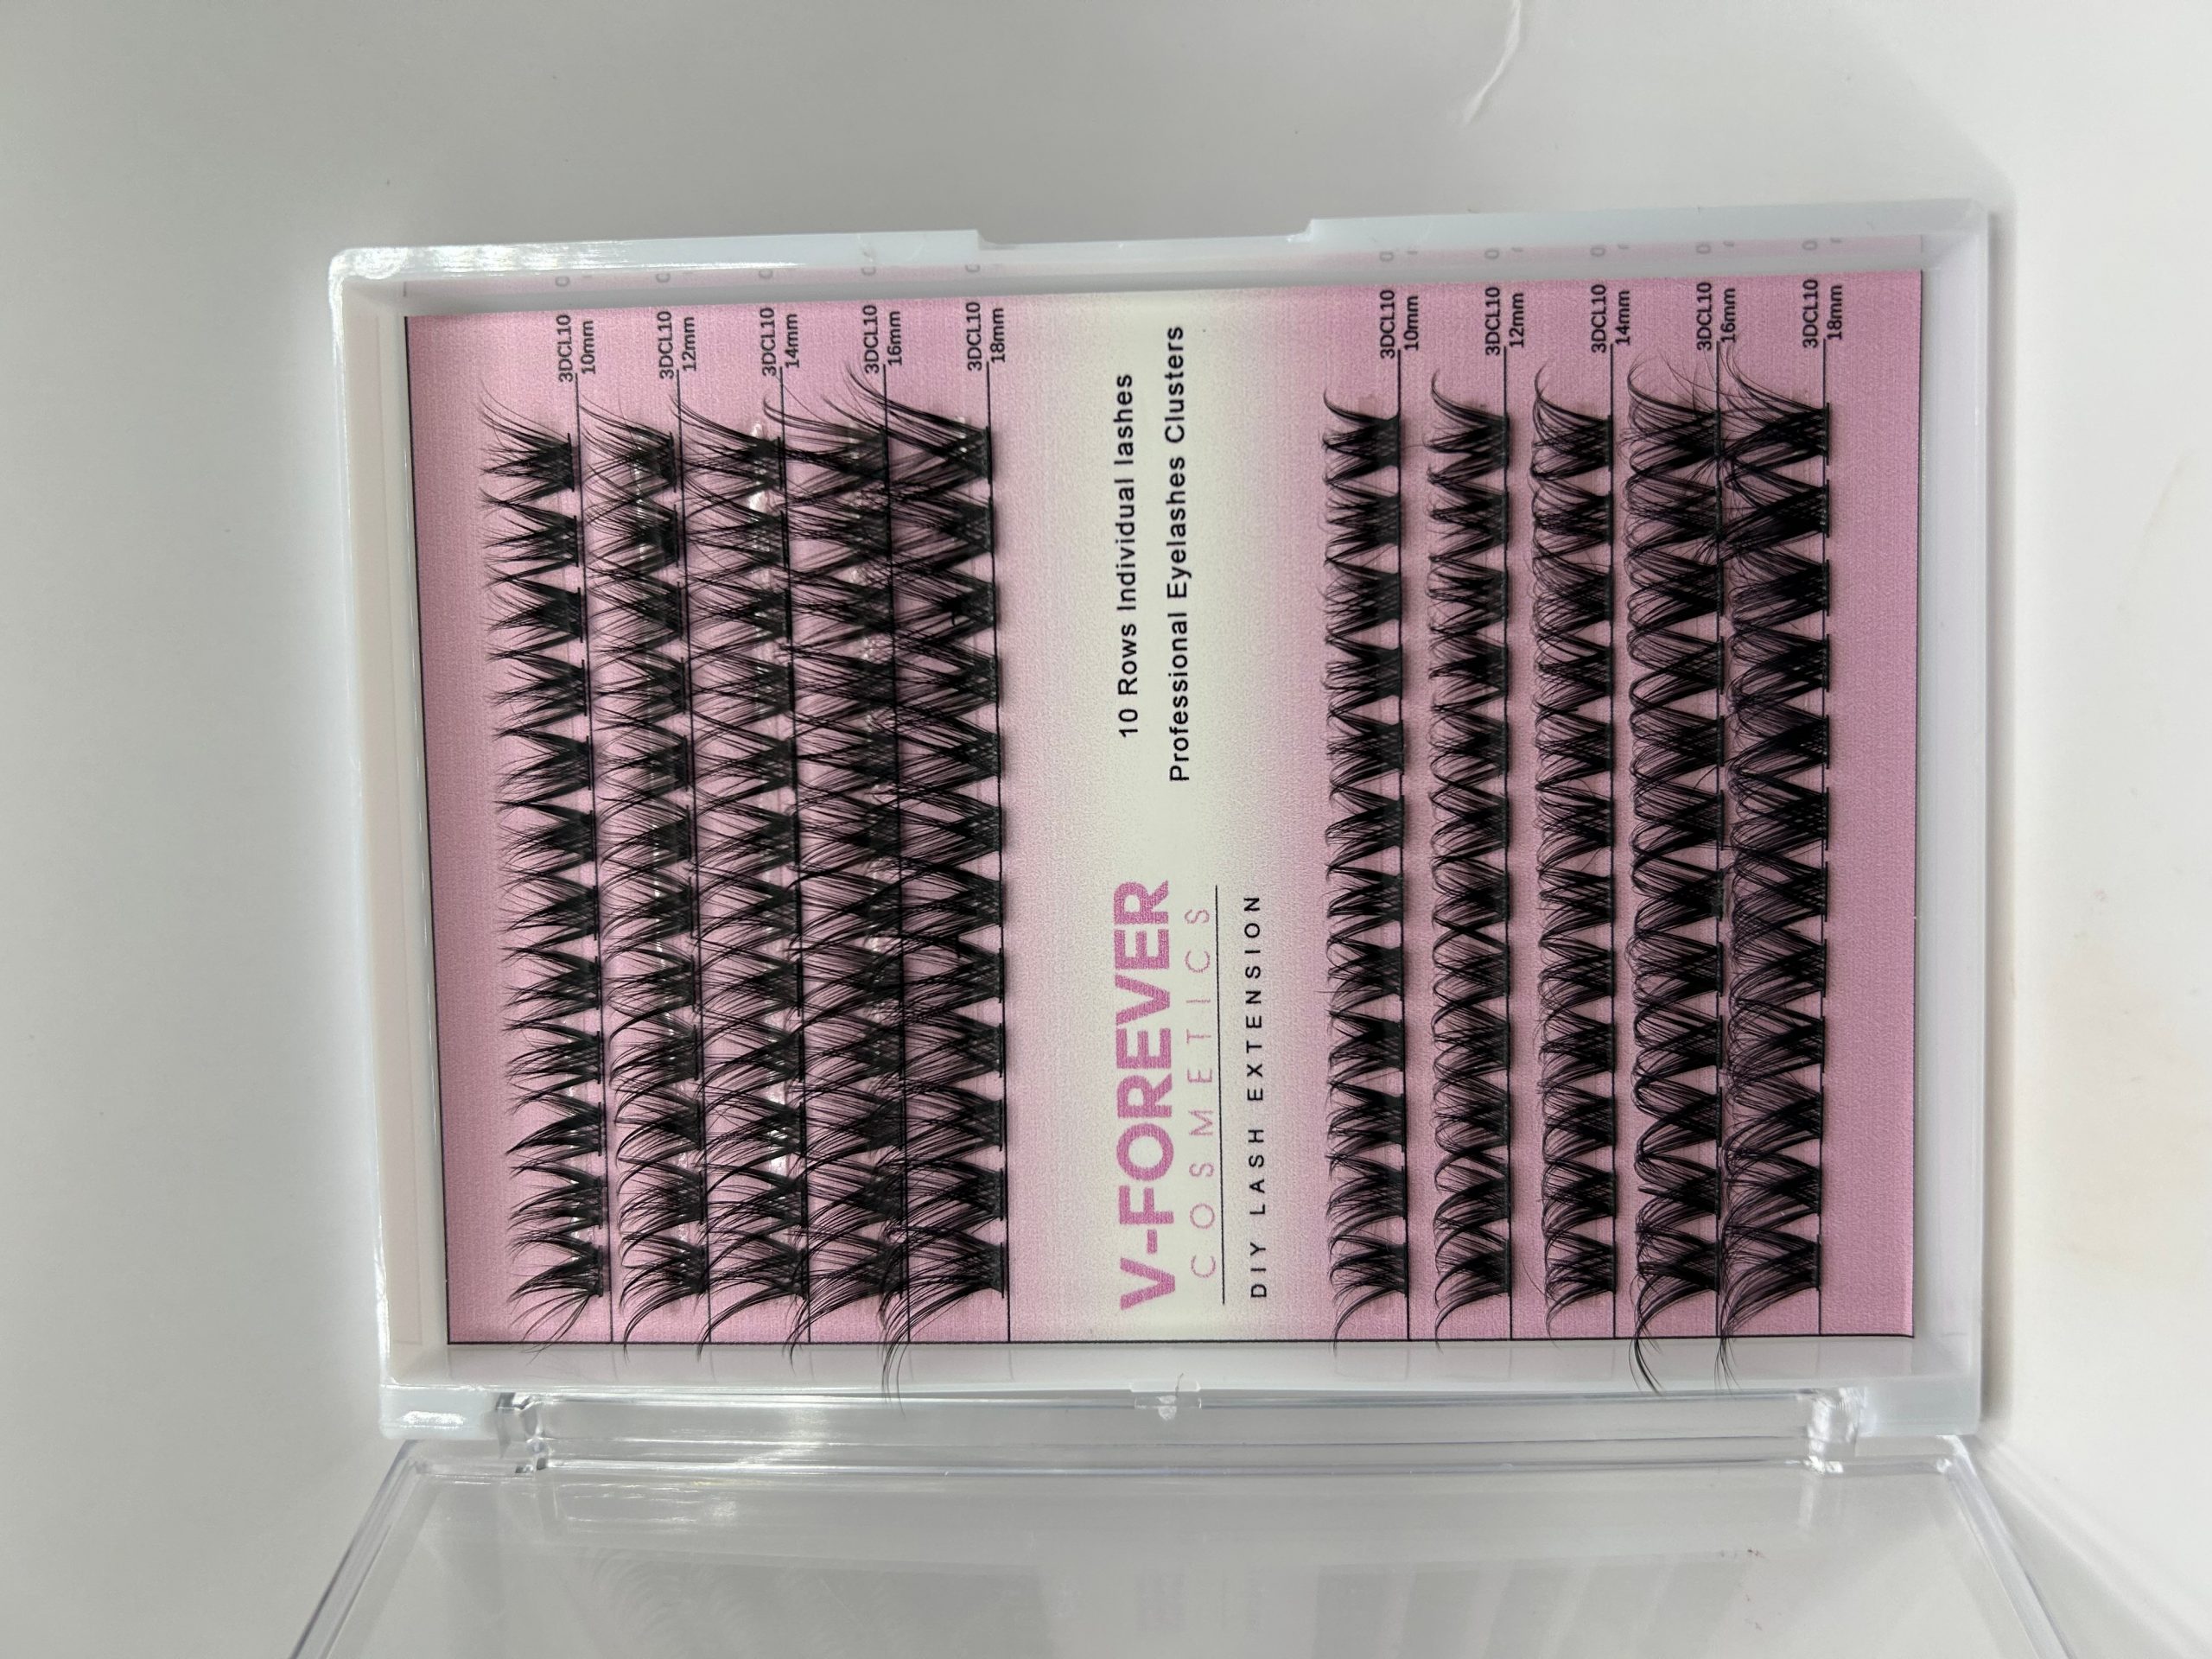 3DCL10
10mm
3DCL10
12mm
3DCL10
14mm
3DCL10
16mm
3DCL10
18mm
V-FOREVER
COSMETICS
DIY LASH EXTENSION
10 Rows Individual lashes
Professional Eyelashes Clusters
3DCL10
10mm
3DCL10
12mm
3DCL10
14mm
3DCL10
16mm
3DCL10
18mm